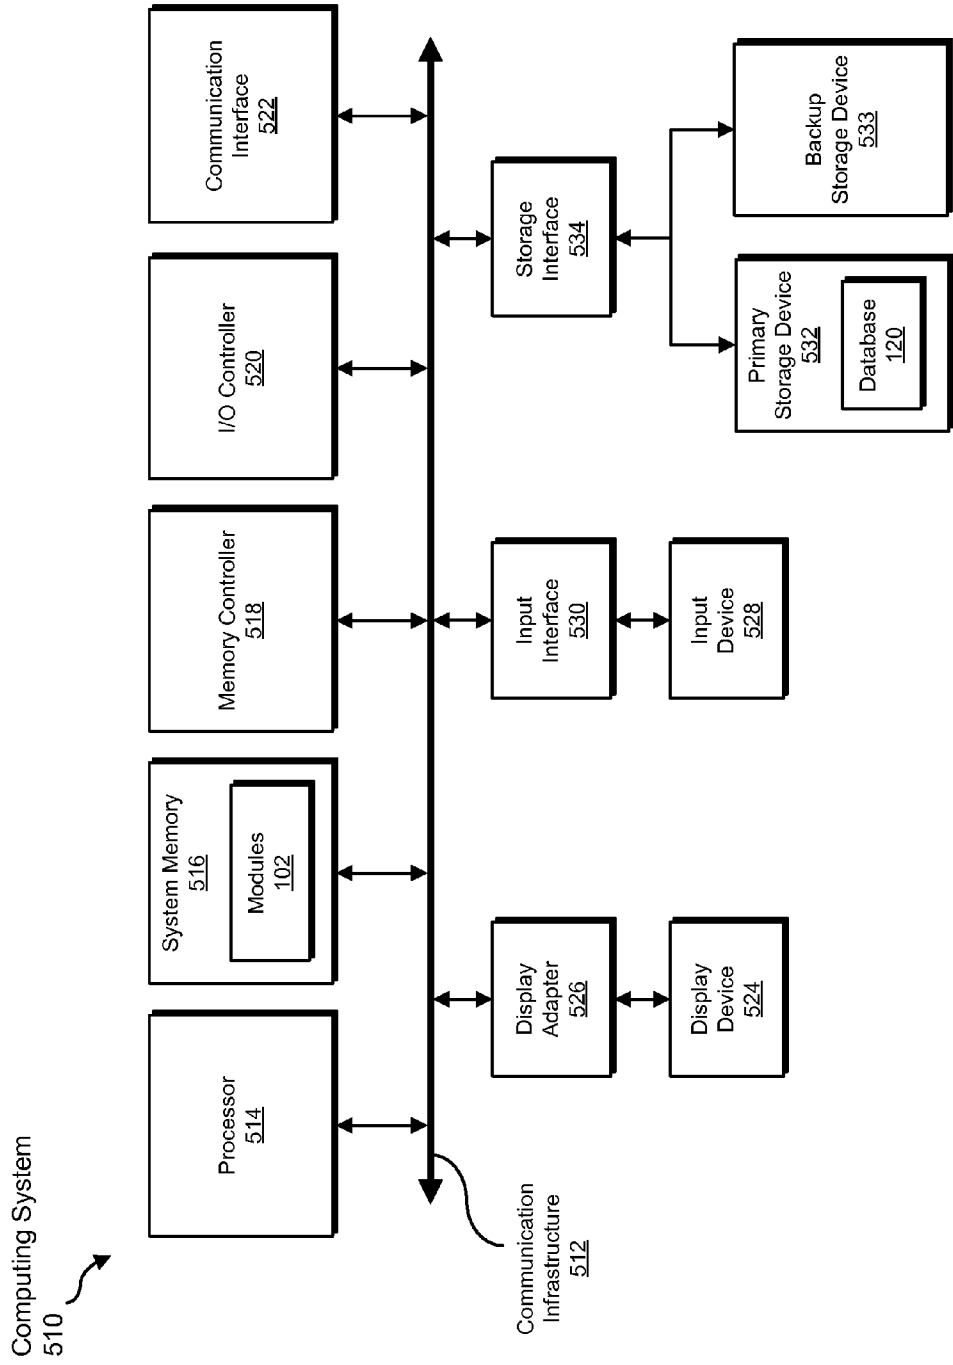 Computing System
510
Processor
514
System Memory
516
Modules
102
Memory Controller
518
I/O Controller
520
Communication
Interface
522
Communication
Infrastructure
512
Display
Adapter
526
Input
Interface
530
Storage
Interface
534
Display
Device
524
Input
Device
528
Primary
Storage Device
532
Database
120
Backup
Storage Device
533